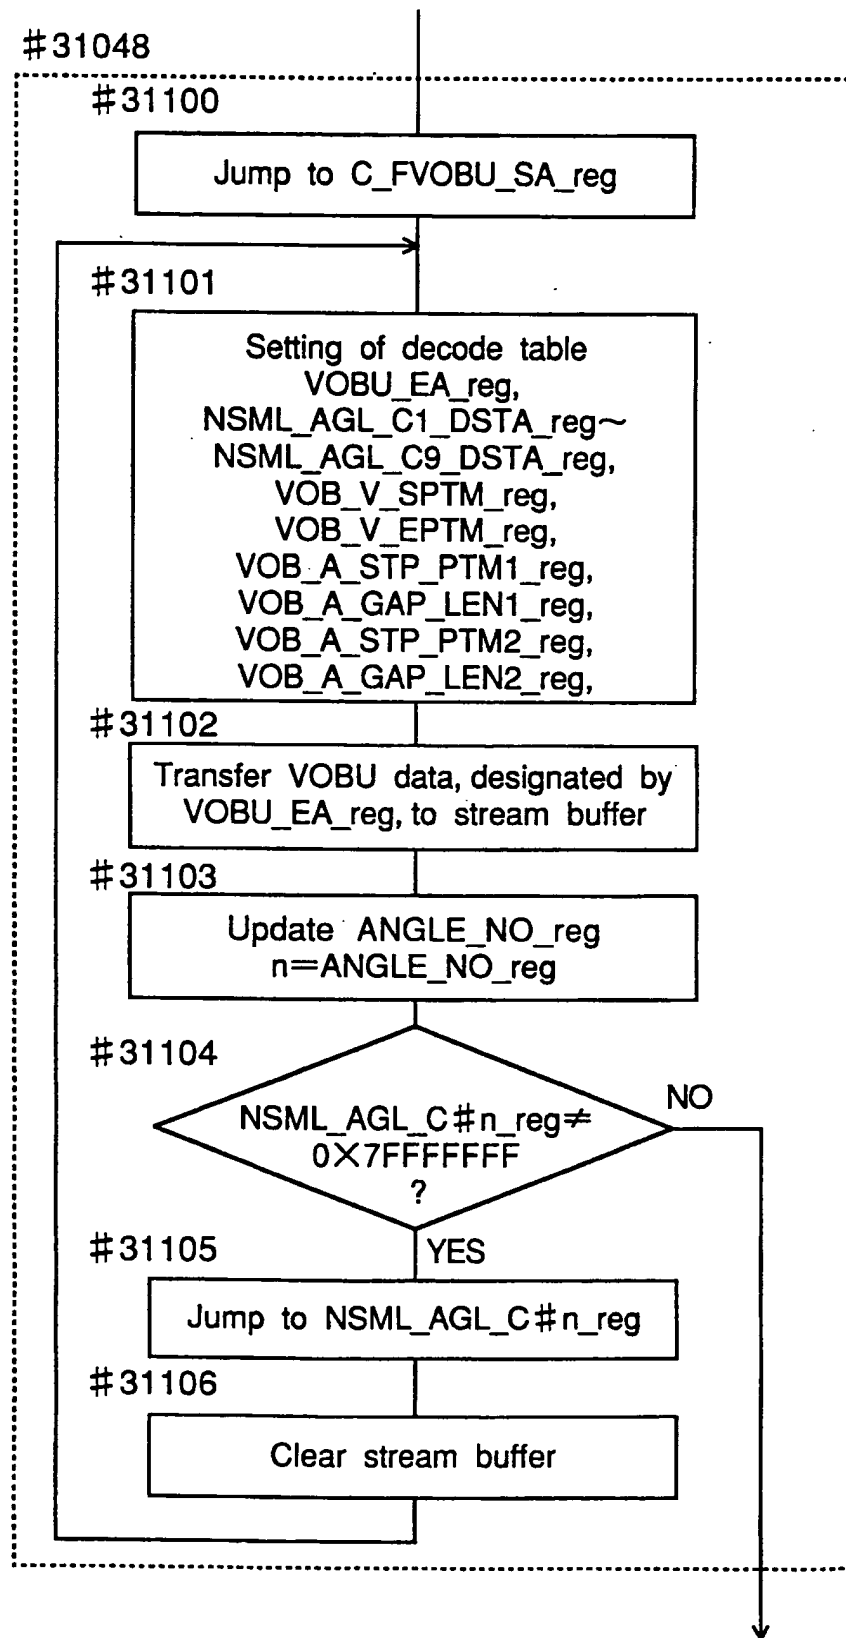 #31048
#31100
Jump to C_FVOBU_SA_reg
#31101
Setting of decode table
VOBU_EA_reg,
NSML_AGL_C1_DSTA_reg~
NSML_AGL_C9_DSTA_reg,
VOB_V_SPTM_reg,
VOB_V_EPTM_reg,
VOB_A_STP_PTM1_reg,
VOB_A_GAP_LEN1_reg,
VOB_A_STP_PTM2_reg,
VOB_A_GAP_LEN2_reg,
#31102
Transfer VOBU data, designated by
VOBU_EA_reg, to stream buffer
#31103
Update ANGLE_NO_reg
n=ANGLE_NO_reg
#31104
NO
NSML_AGL_C#n_reg≠
0×7FFFFFFF
?
#31105
YES
Jump to NSML_AGL_C#n_reg
#31106
Clear stream buffer